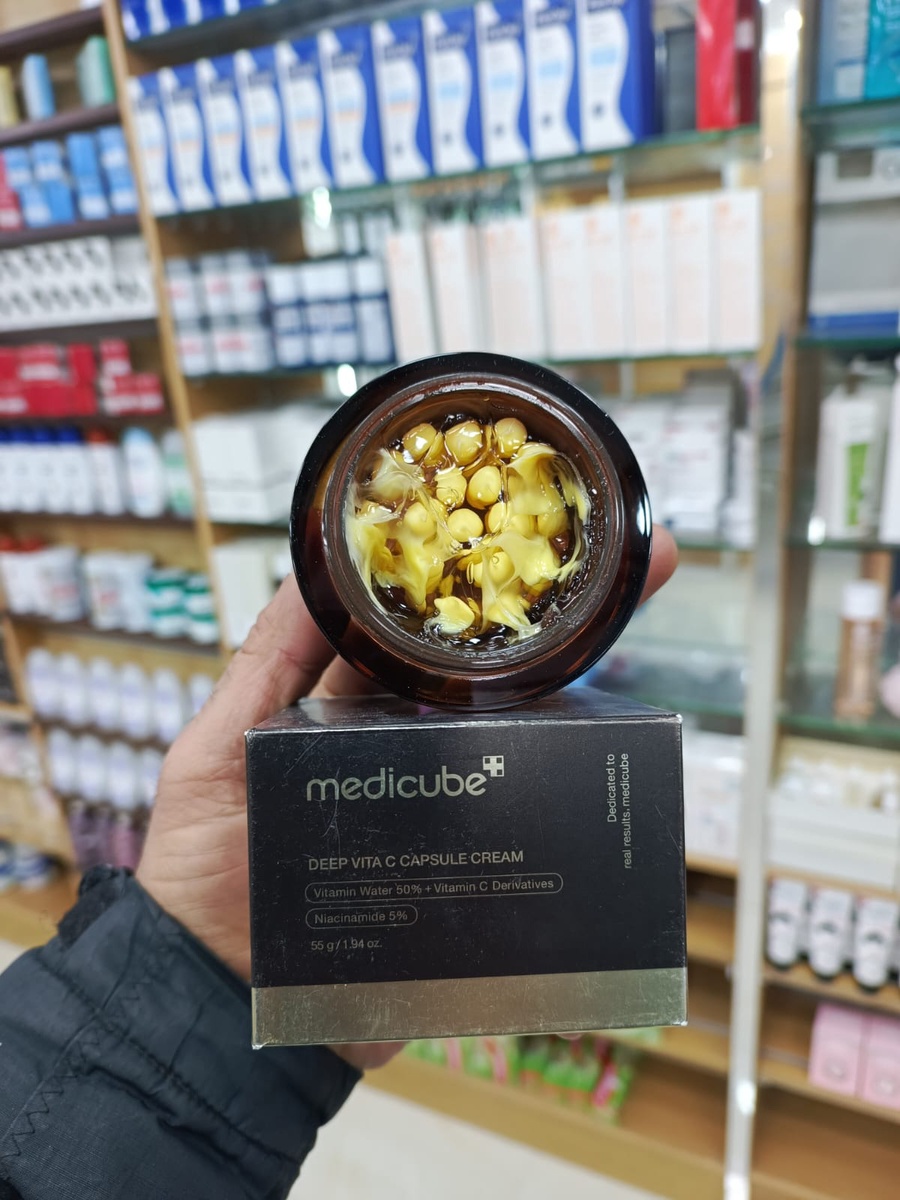 medicube
Dedicated to
real results, medicube
DEEP VITA C CAPSULE CREAM
Vitamin Water 50% + Vitamin C Derivatives
Niacinamide 5%
55 g / 1.94 oz.